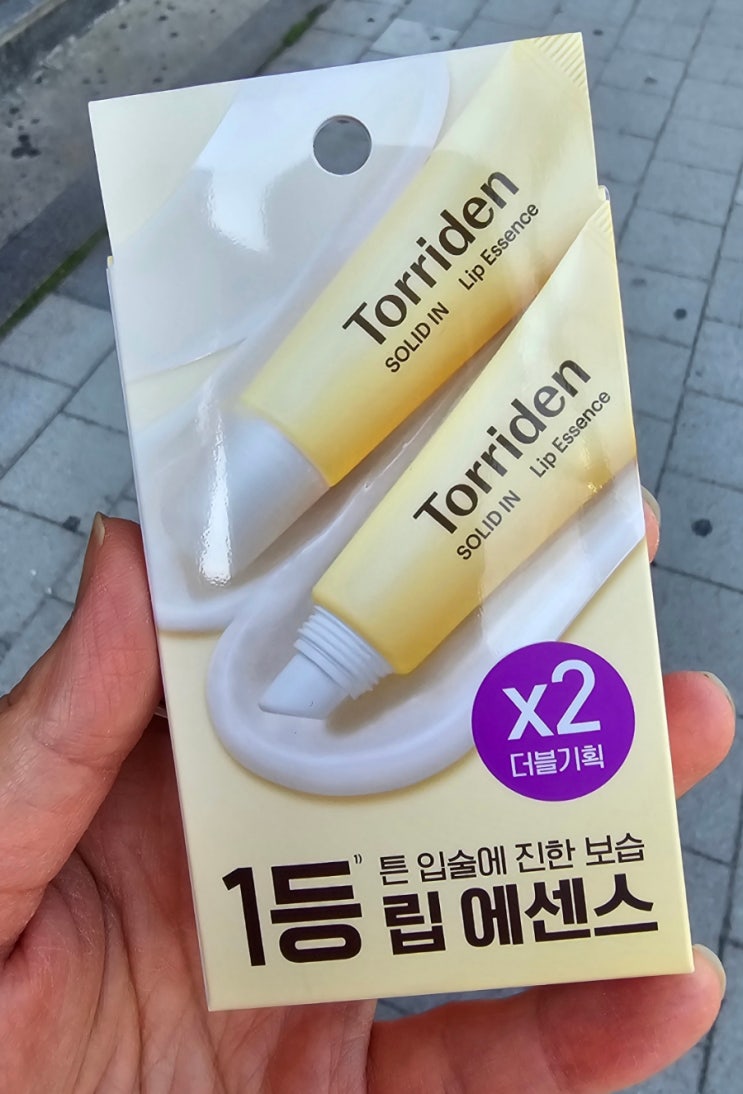 Torriden
SOLID IN Lip Essence
Torriden
SOLID IN Lip Essence
x2
더블기획
1등1) 튼 입술에 진한 보습
립 에센스